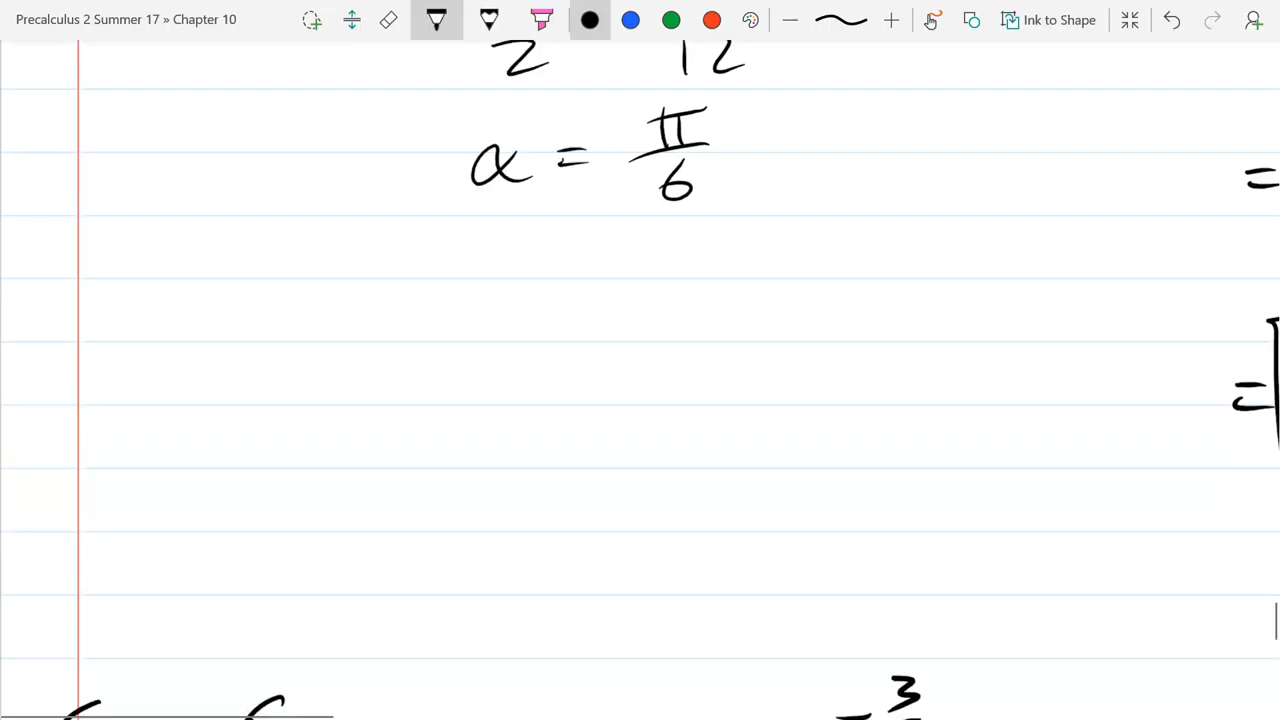 Precalculus 2 Summer 17 » Chapter 10
Ink to Shape
2 12
α = π/6
=
=
- 3